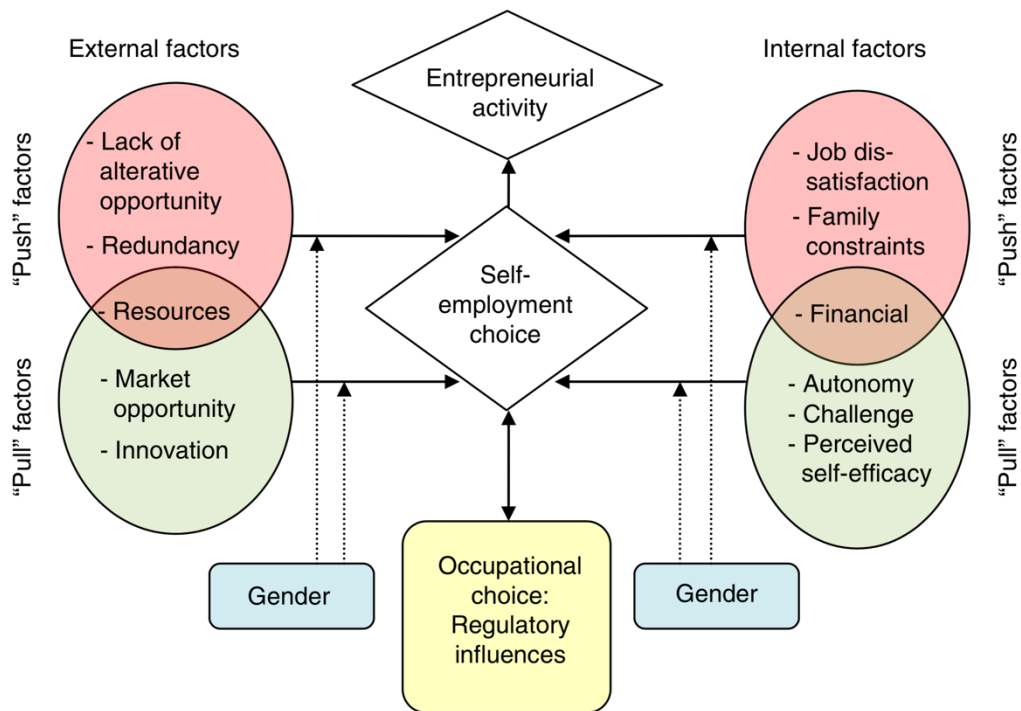 External factors
Internal factors
Entrepreneurial
activity
"Push" factors
- Lack of
alterative
opportunity
- Redundancy
- Resources
"Pull" factors
- Market
opportunity
- Innovation
Self-
employment
choice
- Job dis-
satisfaction
- Family
constraints
"Push" factors
- Financial
- Autonomy
- Challenge
- Perceived
self-efficacy
"Pull" factors
Gender
Occupational
choice:
Regulatory
influences
Gender